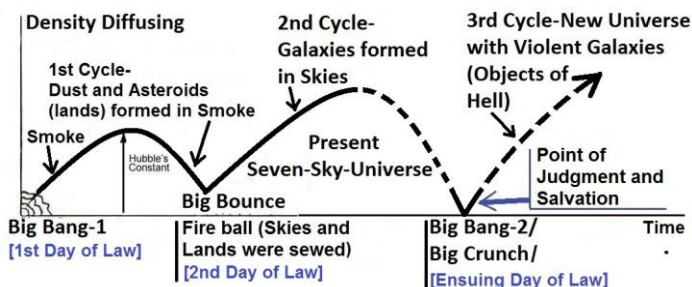 Density Diffusing
1st Cycle-
Dust and Asteroids
(lands) formed in Smoke
Smoke
Hubble's
Constant
2nd Cycle-
Galaxies formed
in Skies
Present
Seven-Sky-Universe
3rd Cycle-New Universe
with Violent Galaxies
(Objects of
Hell)
Point of
Judgment and
Salvation
Big Bounce
Big Bang-1
[1st Day of Law]
Fire ball (Skies and
Lands were sewed)
[2nd Day of Law]
Big Bang-2/
Big Crunch/
[Ensuing Day of Law]
Time